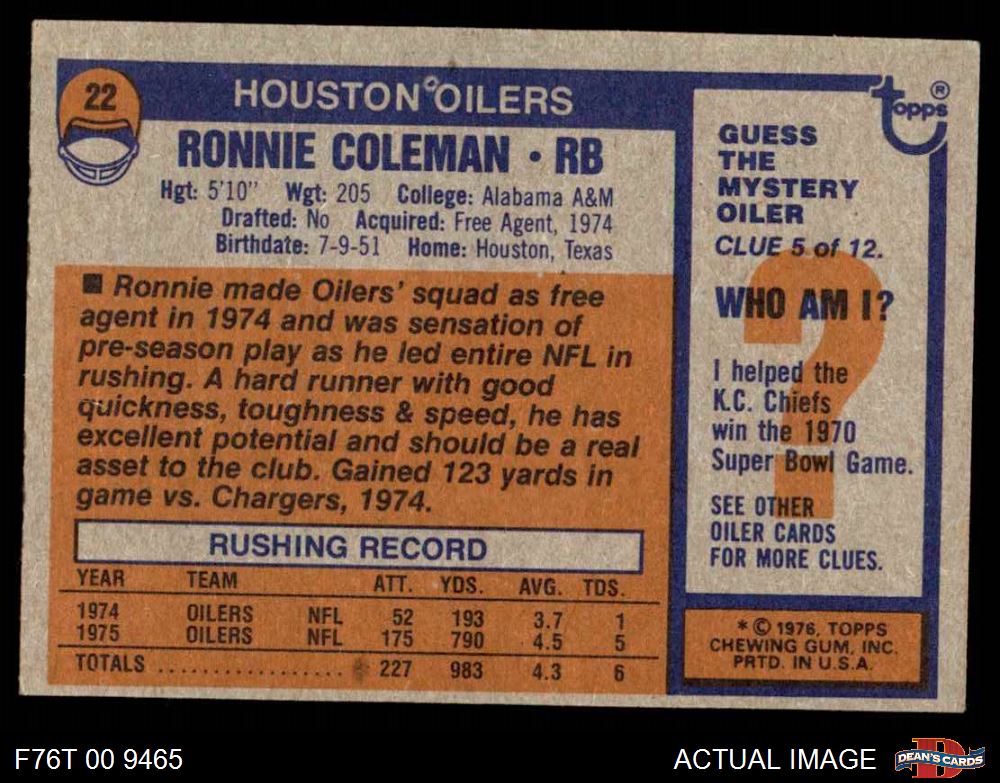 22
HOUSTON OILERS
RONNIE COLEMAN • RB
Hgt: 5'10" Wgt: 205 College: Alabama A&M
Drafted: No Acquired: Free Agent, 1974
Birthdate: 7-9-51 Home: Houston, Texas
■ Ronnie made Oilers' squad as free
agent in 1974 and was sensation of
pre-season play as he led entire NFL in
rushing. A hard runner with good
quickness, toughness & speed, he has
excellent potential and should be a real
asset to the club. Gained 123 yards in
game vs. Chargers, 1974.
RUSHING RECORD
YEAR TEAM ATT. YDS. AVG. TDS.
1974 OILERS NFL 52 193 3.7 1
1975 OILERS NFL 175 790 4.5 5
TOTALS .................. 227 983 4.3 6
topps ®
GUESS
THE
MYSTERY
OILER
CLUE 5 of 12.
?
WHO AM I?
I helped the
K.C. Chiefs
win the 1970
Super Bowl Game.
SEE OTHER
OILER CARDS
FOR MORE CLUES.
* © 1976, TOPPS
CHEWING GUM, INC.
PRTD. IN U.S.A.
F76T 00 9465
ACTUAL IMAGE
D
DEAN'S CARDS